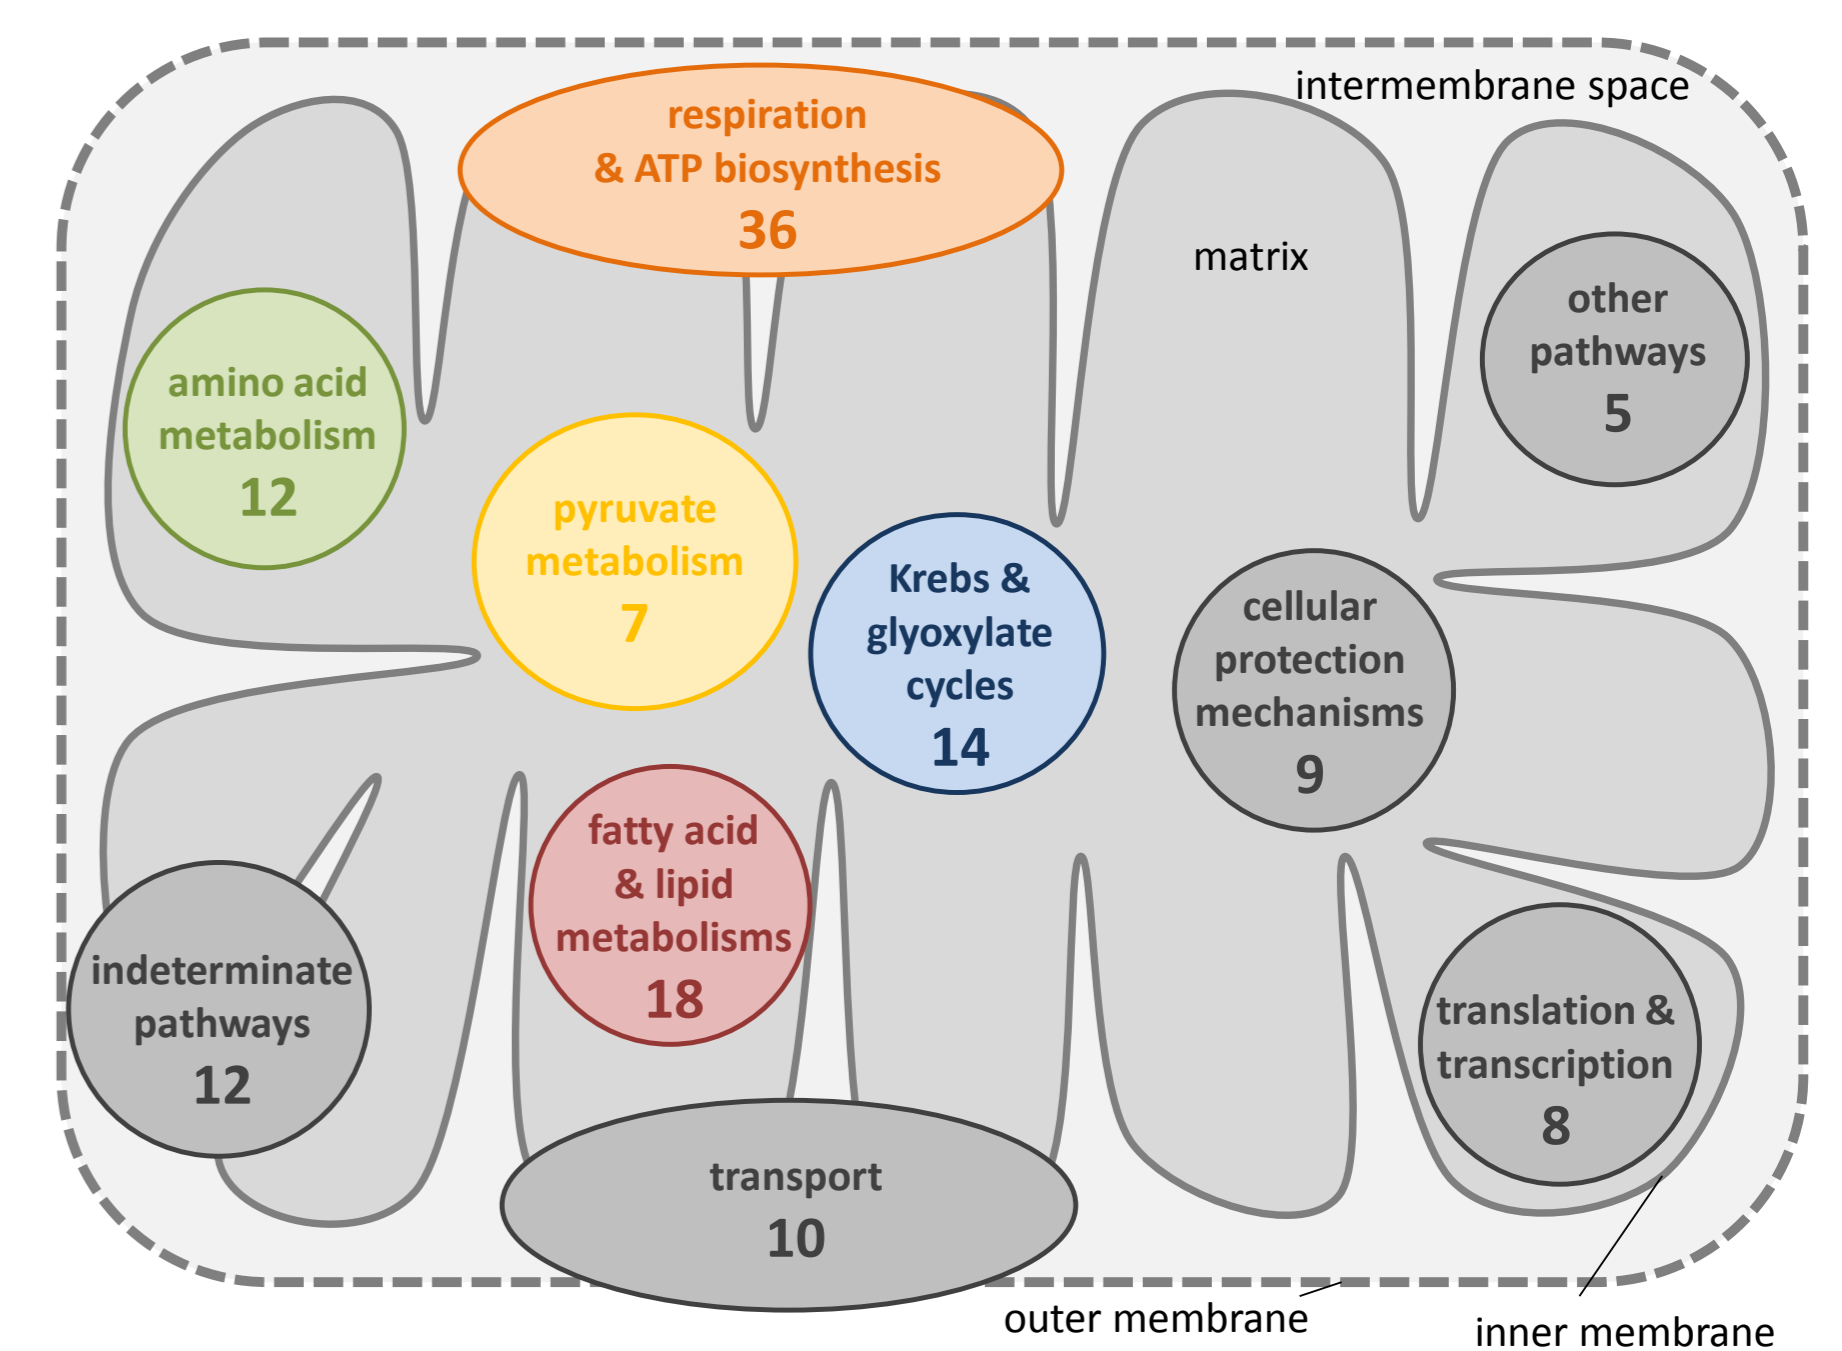 intermembrane space
respiration
& ATP biosynthesis
36
matrix
other
pathways
5
amino acid
metabolism
12
pyruvate
metabolism
7
Krebs &
glyoxylate
cycles
14
cellular
protection
mechanisms
9
fatty acid
& lipid
metabolisms
18
indeterminate
pathways
12
translation &
transcription
8
transport
10
outer membrane
inner membrane